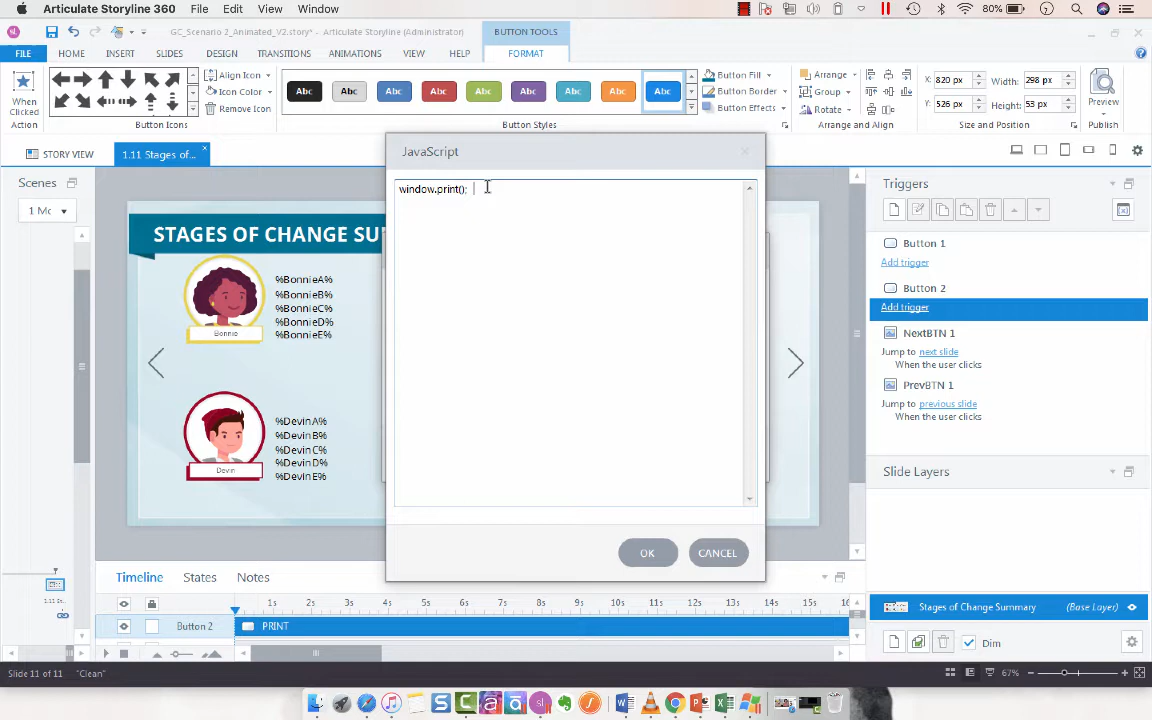 Articulate Storyline 360 File Edit View Window 80%
GC_Scenario 2_Animated_V2.story* - Articulate Storyline 360 (Administrator) BUTTON TOOLS
FILE HOME INSERT SLIDES DESIGN TRANSITIONS ANIMATIONS VIEW HELP FORMAT
When Clicked
Action
Align Icon
Icon Color
Remove Icon
Button Icons
Abc Abc Abc Abc Abc Abc Abc Abc Abc
Button Styles
Button Fill
Button Border
Button Effects
Arrange
Group
Rotate
Arrange and Align
X: 820 px Width: 298 px
Y: 526 px Height: 53 px
Size and Position
Preview
Publish
STORY VIEW 1.11 Stages of...
Scenes
JavaScript
window.print();
OK CANCEL
STAGES OF CHANGE SU
Bonnie
%BonnieA%
%BonnieB%
%BonnieC%
%BonnieD%
%BonnieE%
Devin
%DevinA%
%DevinB%
%DevinC%
%DevinD%
%DevinE%
Triggers
Button 1
Add trigger
Button 2
Add trigger
NextBTN 1
Jump to next slide
When the user clicks
PrevBTN 1
Jump to previous slide
When the user clicks
Slide Layers
Stages of Change Summary (Base Layer)
Dim
Timeline States Notes
1s 2s 3s 4s 5s 6s 7s 8s 9s 10s 11s 12s 13s 14s 15s 16
Button 2 PRINT
Slide 11 of 11 "Clean" 67%